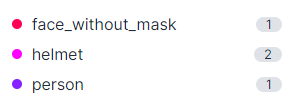 face_without_mask 1
helmet 2
person 1